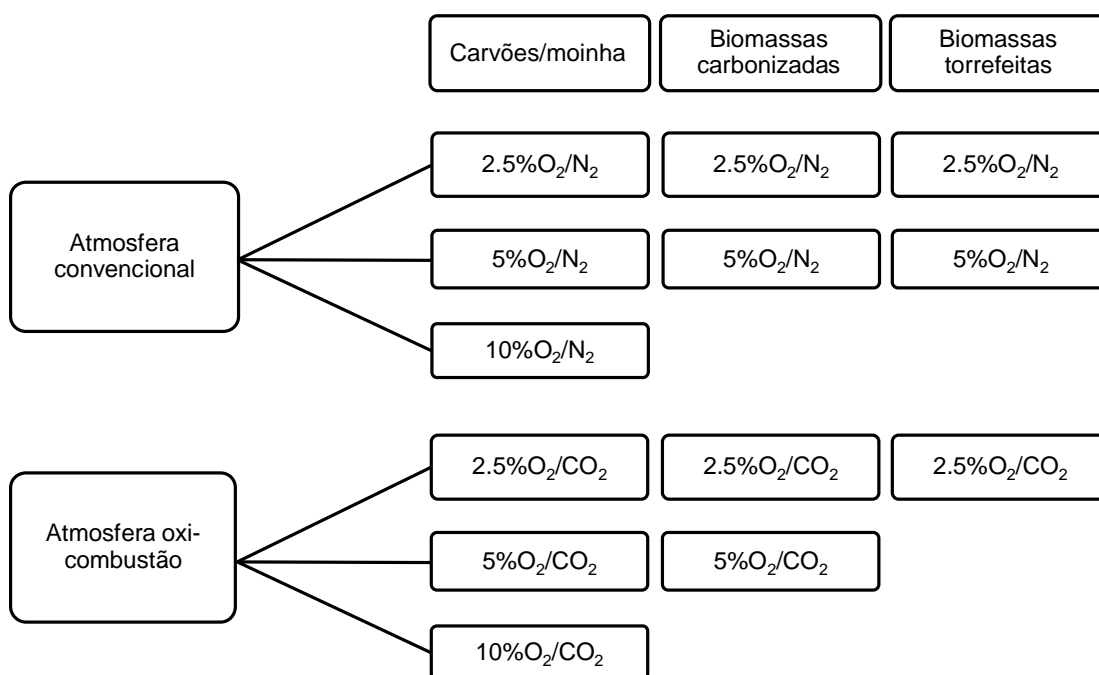 Carvões/moinha
Biomassas
carbonizadas
Biomassas
torrefeitas
Atmosfera
convencional
2.5%O₂/N₂
2.5%O₂/N₂
2.5%O₂/N₂
5%O₂/N₂
5%O₂/N₂
5%O₂/N₂
10%O₂/N₂
Atmosfera oxi-
combustão
2.5%O₂/CO₂
2.5%O₂/CO₂
2.5%O₂/CO₂
5%O₂/CO₂
5%O₂/CO₂
10%O₂/CO₂